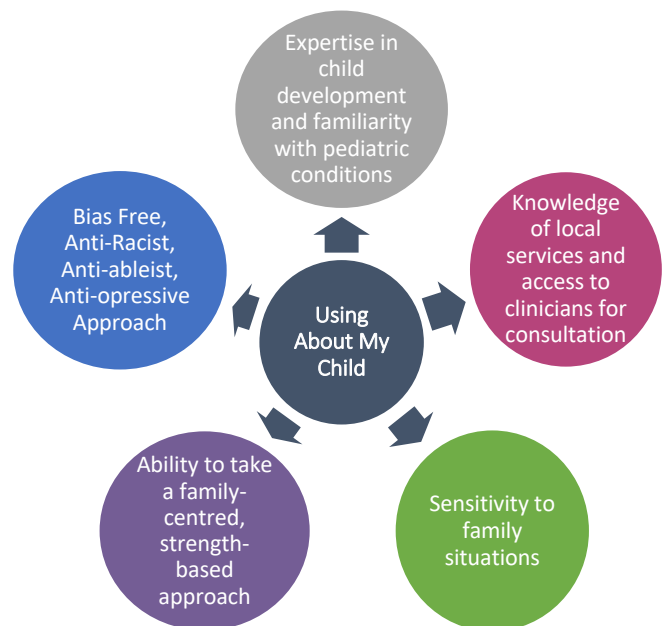 Expertise in
child
development
and familiarity
with pediatric
conditions
Bias Free,
Anti-Racist,
Anti-ableist,
Anti-opressive
Approach
Knowledge
of local
services and
access to
clinicians for
consultation
Using
About My
Child
Ability to take
a family-
centred,
strength-
based
approach
Sensitivity to
family
situations